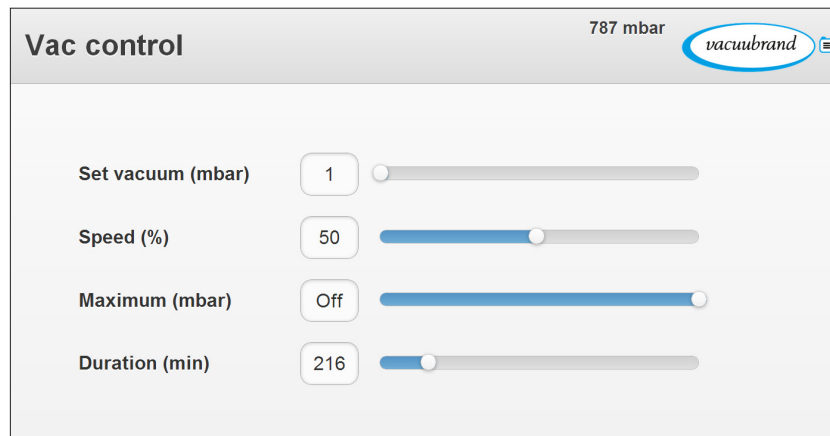 Vac control
787 mbar
vacuubrand
Set vacuum (mbar) 1
Speed (%) 50
Maximum (mbar) Off
Duration (min) 216